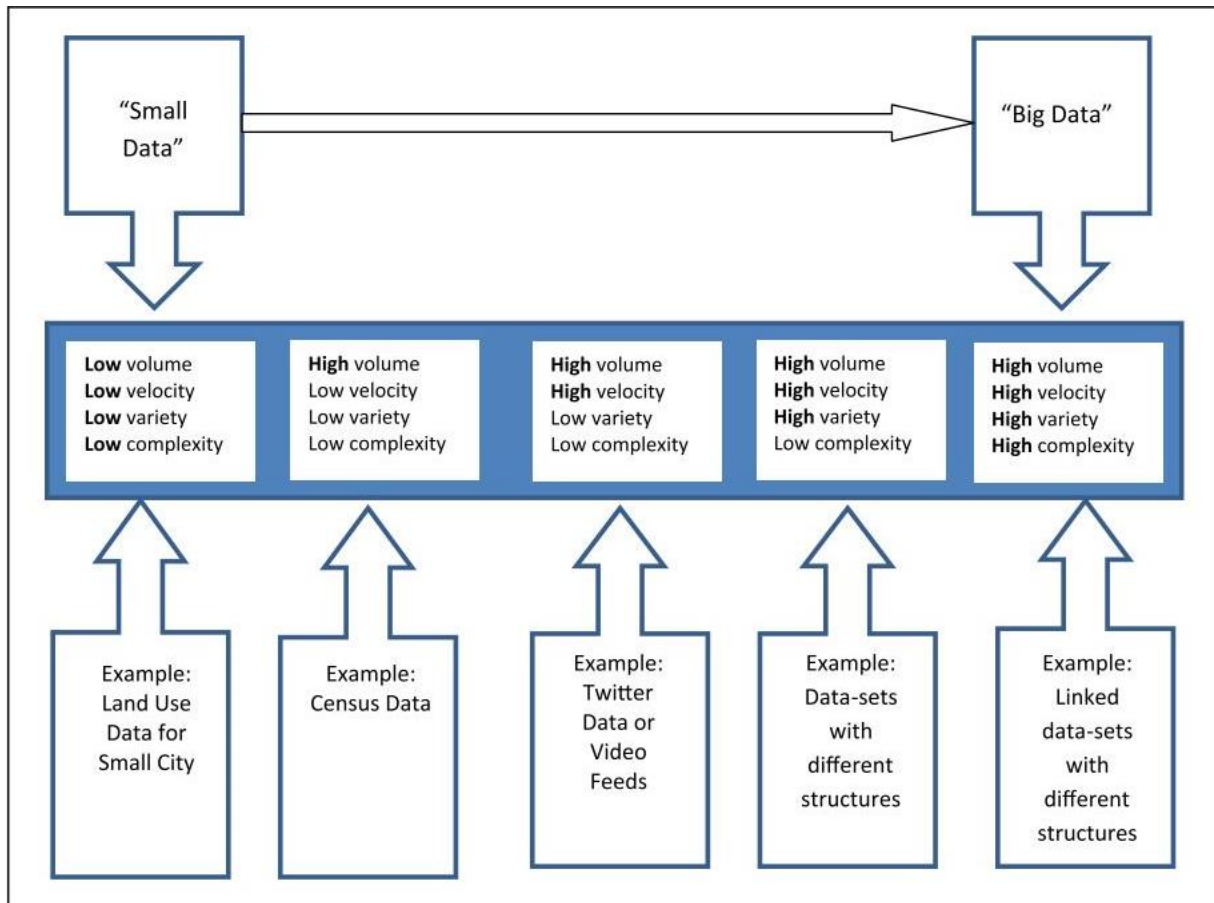 “Small
Data”
“Big Data”
Low volume
Low velocity
Low variety
Low complexity
High volume
Low velocity
Low variety
Low complexity
High volume
High velocity
Low variety
Low complexity
High volume
High velocity
High variety
Low complexity
High volume
High velocity
High variety
High complexity
Example:
Land Use
Data for
Small City
Example:
Census Data
Example:
Twitter
Data or
Video
Feeds
Example:
Data-sets
with
different
structures
Example:
Linked
data-sets
with
different
structures